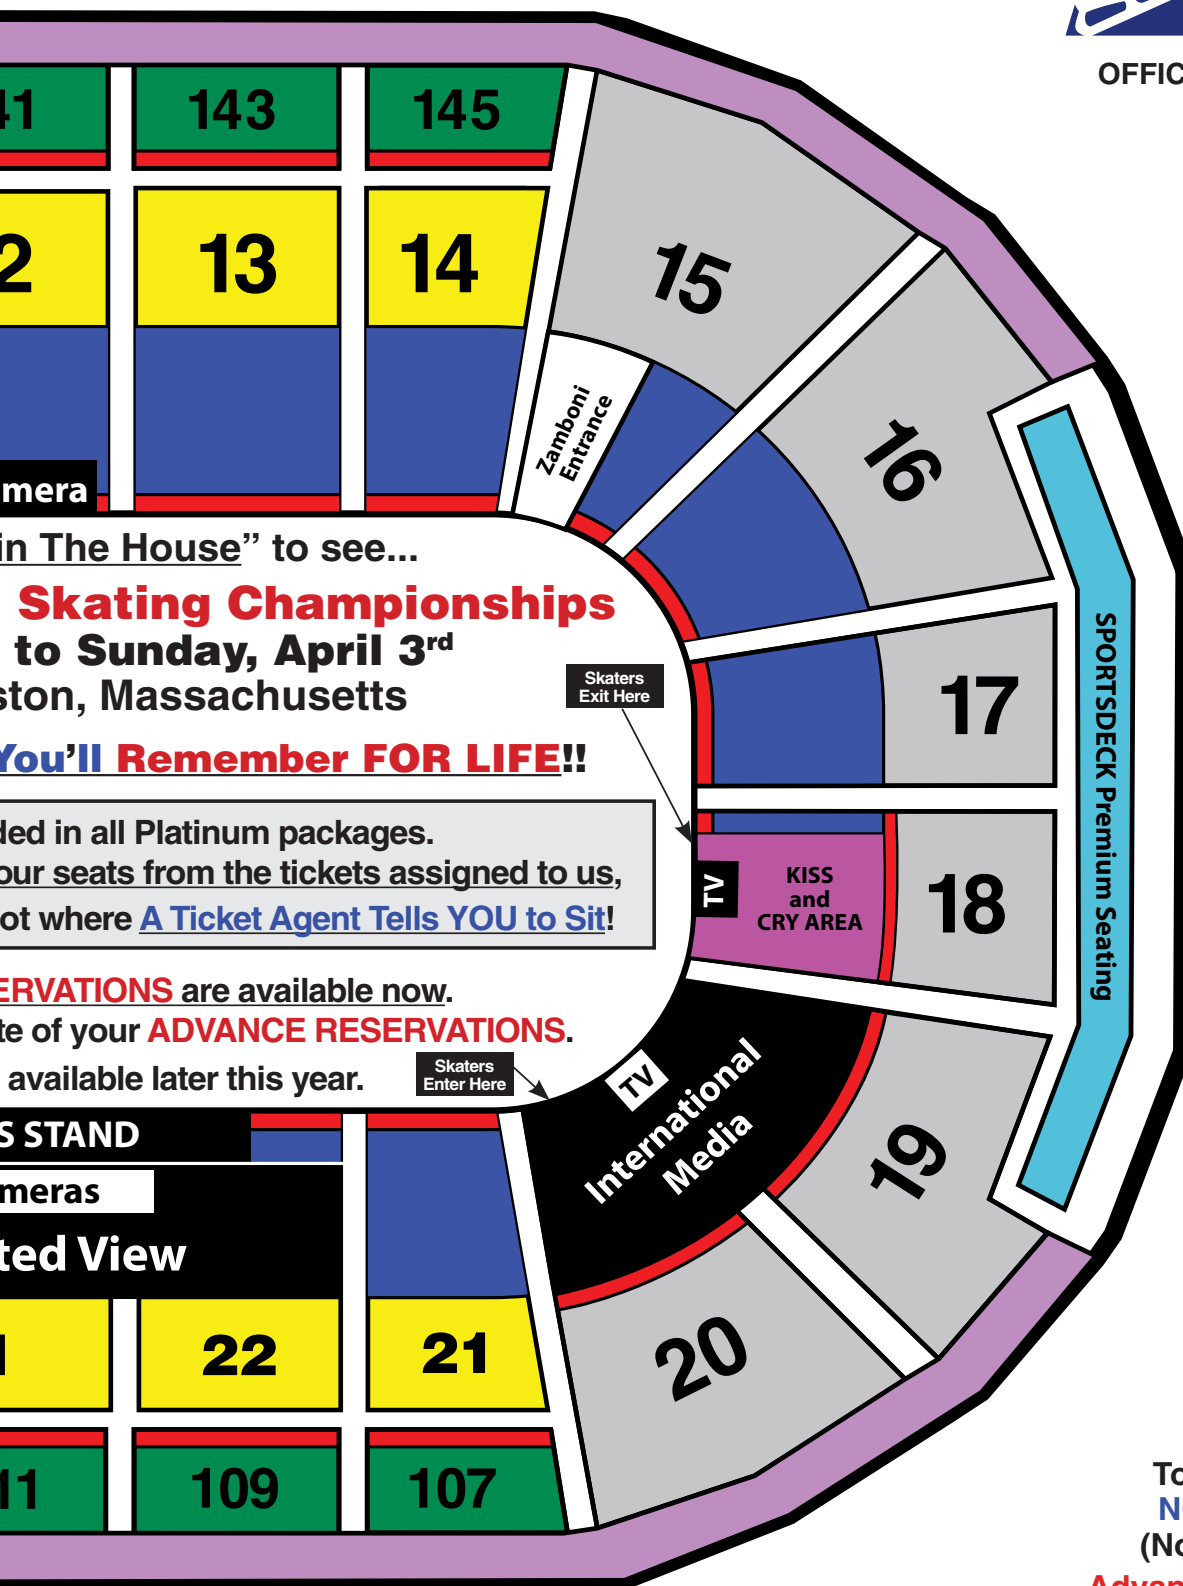 OFFIC
41
143
145
2
13
14
15
16
Zamboni
Entrance
mera
in The House” to see...
Skating Championships
to Sunday, April 3rd
ston, Massachusetts
Skaters
Exit Here
17
You’ll Remember FOR LIFE!!
SPORTSDECK Premium Seating
ded in all Platinum packages.
our seats from the tickets assigned to us,
ot where A Ticket Agent Tells YOU to Sit!
TV
KISS
and
CRY AREA
18
ERVATIONS are available now.
te of your ADVANCE RESERVATIONS.
available later this year.
Skaters
Enter Here
TV
International
Media
S STAND
meras
ted View
19
1
22
21
20
11
109
107
To
N
(No
Advan